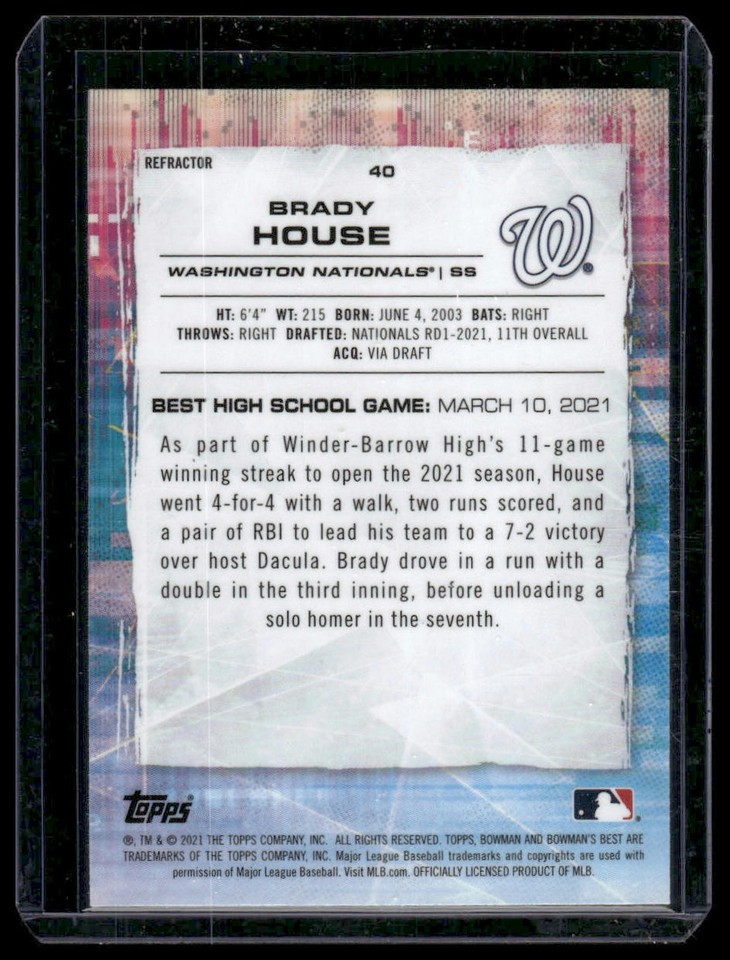 REFRACTOR
40
BRADY
HOUSE
W®
WASHINGTON NATIONALS® | SS
HT: 6'4" WT: 215 BORN: JUNE 4, 2003 BATS: RIGHT
THROWS: RIGHT DRAFTED: NATIONALS RD1-2021, 11TH OVERALL
ACQ: VIA DRAFT
BEST HIGH SCHOOL GAME: MARCH 10, 2021
As part of Winder-Barrow High's 11-game
winning streak to open the 2021 season, House
went 4-for-4 with a walk, two runs scored, and
a pair of RBI to lead his team to a 7-2 victory
over host Dacula. Brady drove in a run with a
double in the third inning, before unloading a
solo homer in the seventh.
topps®
®, TM & © 2021 THE TOPPS COMPANY, INC. ALL RIGHTS RESERVED. TOPPS, BOWMAN AND BOWMAN'S BEST ARE
TRADEMARKS OF THE TOPPS COMPANY, INC. Major League Baseball trademarks and copyrights are used with
permission of Major League Baseball. Visit MLB.com. OFFICIALLY LICENSED PRODUCT OF MLB.